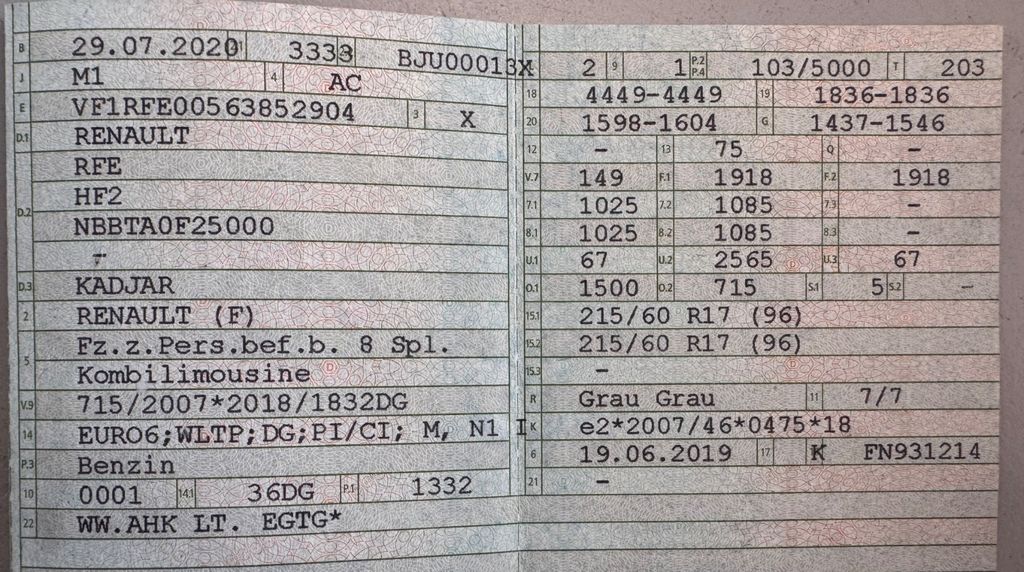 B 29.07.2020 2.1 3333 2.2 BJU00013X
J M1 4 AC
E VF1RFE00563852904 3 X
D.1 RENAULT
RFE
D.2 HF2
NBBTA0F25000
-
D.3 KADJAR
2 RENAULT (F)
5 Fz.z.Pers.bef.b. 8 Spl.
Kombilimousine
V.9 715/2007*2018/1832DG
14 EURO6;WLTP;DG;PI/CI; M, N1 I
P.3 Benzin
10 0001 14.1 36DG P.1 1332
22 WW.AHK LT. EGTG*
2 9 1 P.2 P.4 103/5000 T 203
18 4449-4449 19 1836-1836
20 1598-1604 G 1437-1546
12 - 13 75 Q -
V.7 149 F.1 1918 F.2 1918
7.1 1025 7.2 1085 7.3 -
8.1 1025 8.2 1085 8.3 -
U.1 67 U.2 2565 U.3 67
O.1 1500 O.2 715 S.1 5 S.2 -
15.1 215/60 R17 (96)
15.2 215/60 R17 (96)
15.3 -
R Grau Grau 11 7/7
K e2*2007/46*0475*18
6 19.06.2019 17 K FN931214
21 -